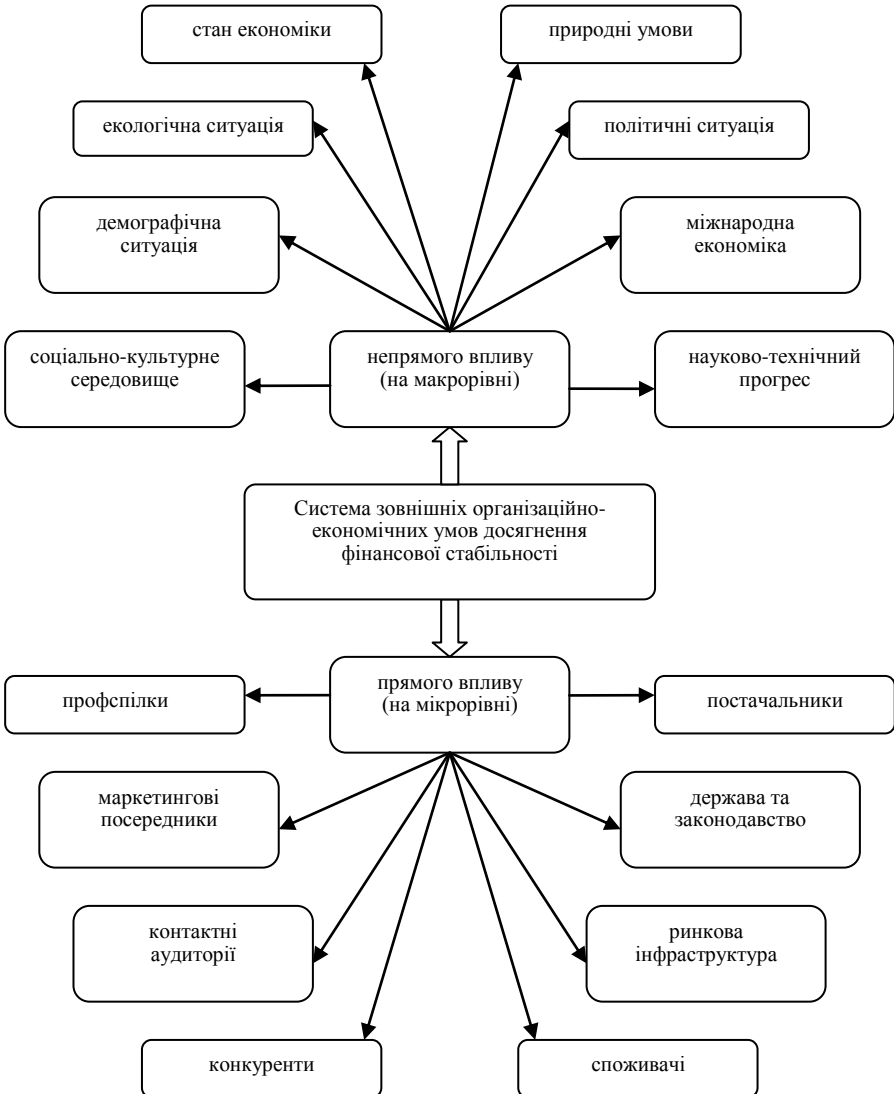 стан економіки
природні умови
екологічна ситуація
політичні ситуація
демографічна
ситуація
міжнародна
економіка
соціально-культурне
середовище
непрямого впливу
(на макрорівні)
науково-технічний
прогрес
Система зовнішніх організаційно-
економічних умов досягнення
фінансової стабільності
профспілки
прямого впливу
(на мікрорівні)
постачальники
маркетингові
посередники
держава та
законодавство
контактні
аудиторії
ринкова
інфраструктура
конкуренти
споживачі